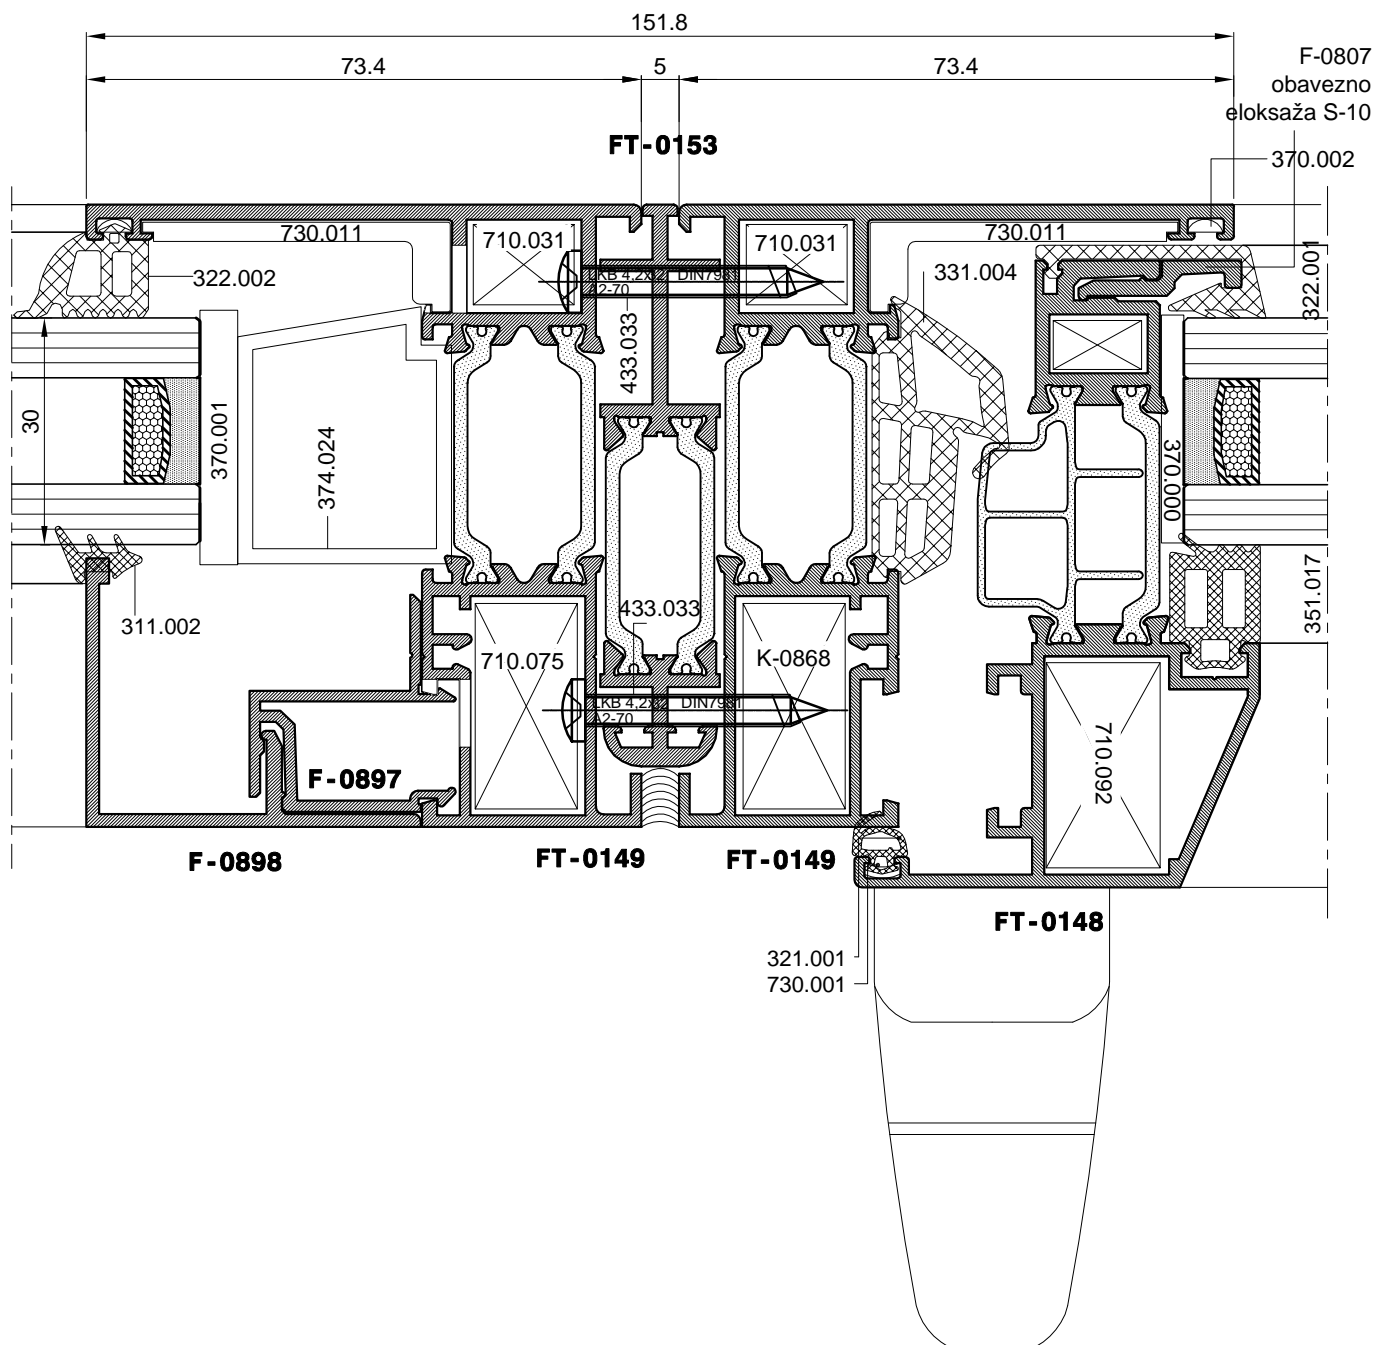 151.8
73.4
5
73.4
F-0807
obavezno
eloksaža S-10
FT-0153
370.002
730.011
710.031
710.031
730.011
322.002
331.004
322.001
LKB 4,2x32 DIN7981
A2-70
433.033
30
370.001
374.024
370.000
311.002
433.033
351.017
710.075
K-0868
LKB 4,2x32 DIN7981
A2-70
710.092
F-0897
F-0898
FT-0149
FT-0149
FT-0148
321.001
730.001